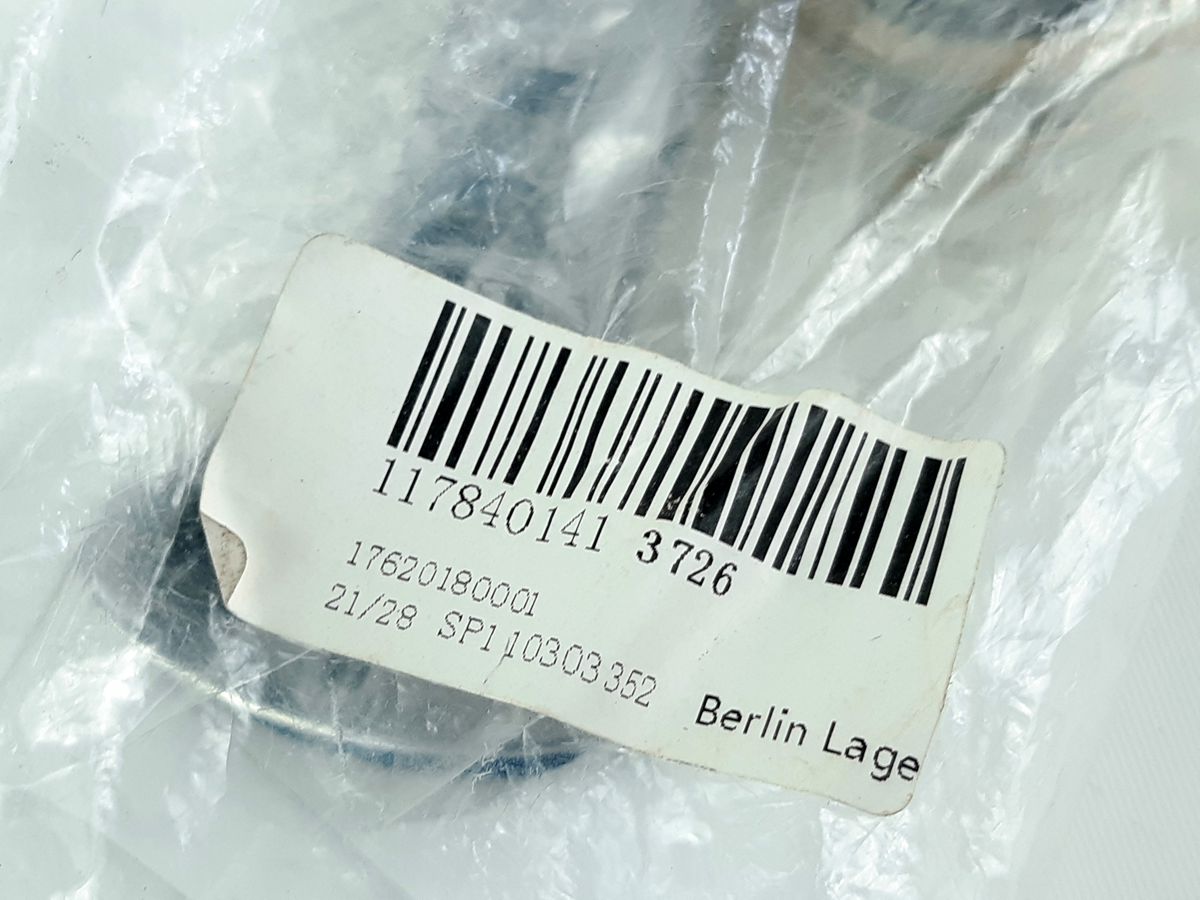 117840141 3726
17620180001
21/28 SP110303352
Berlin Lage